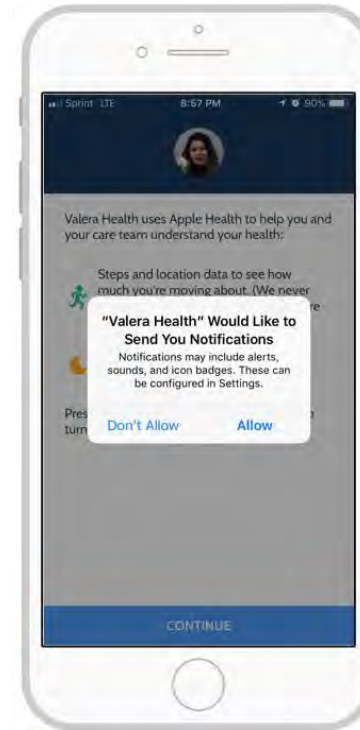 Sprint LTE 8:57 PM 90%
Valera Health uses Apple Health to help you and
your care team understand your health:
Steps and location data to see how
much you're moving about. (We never
"Valera Health" Would Like to
Send You Notifications
Notifications may include alerts,
sounds, and icon badges. These can
be configured in Settings.
Don't Allow Allow
turn
CONTINUE